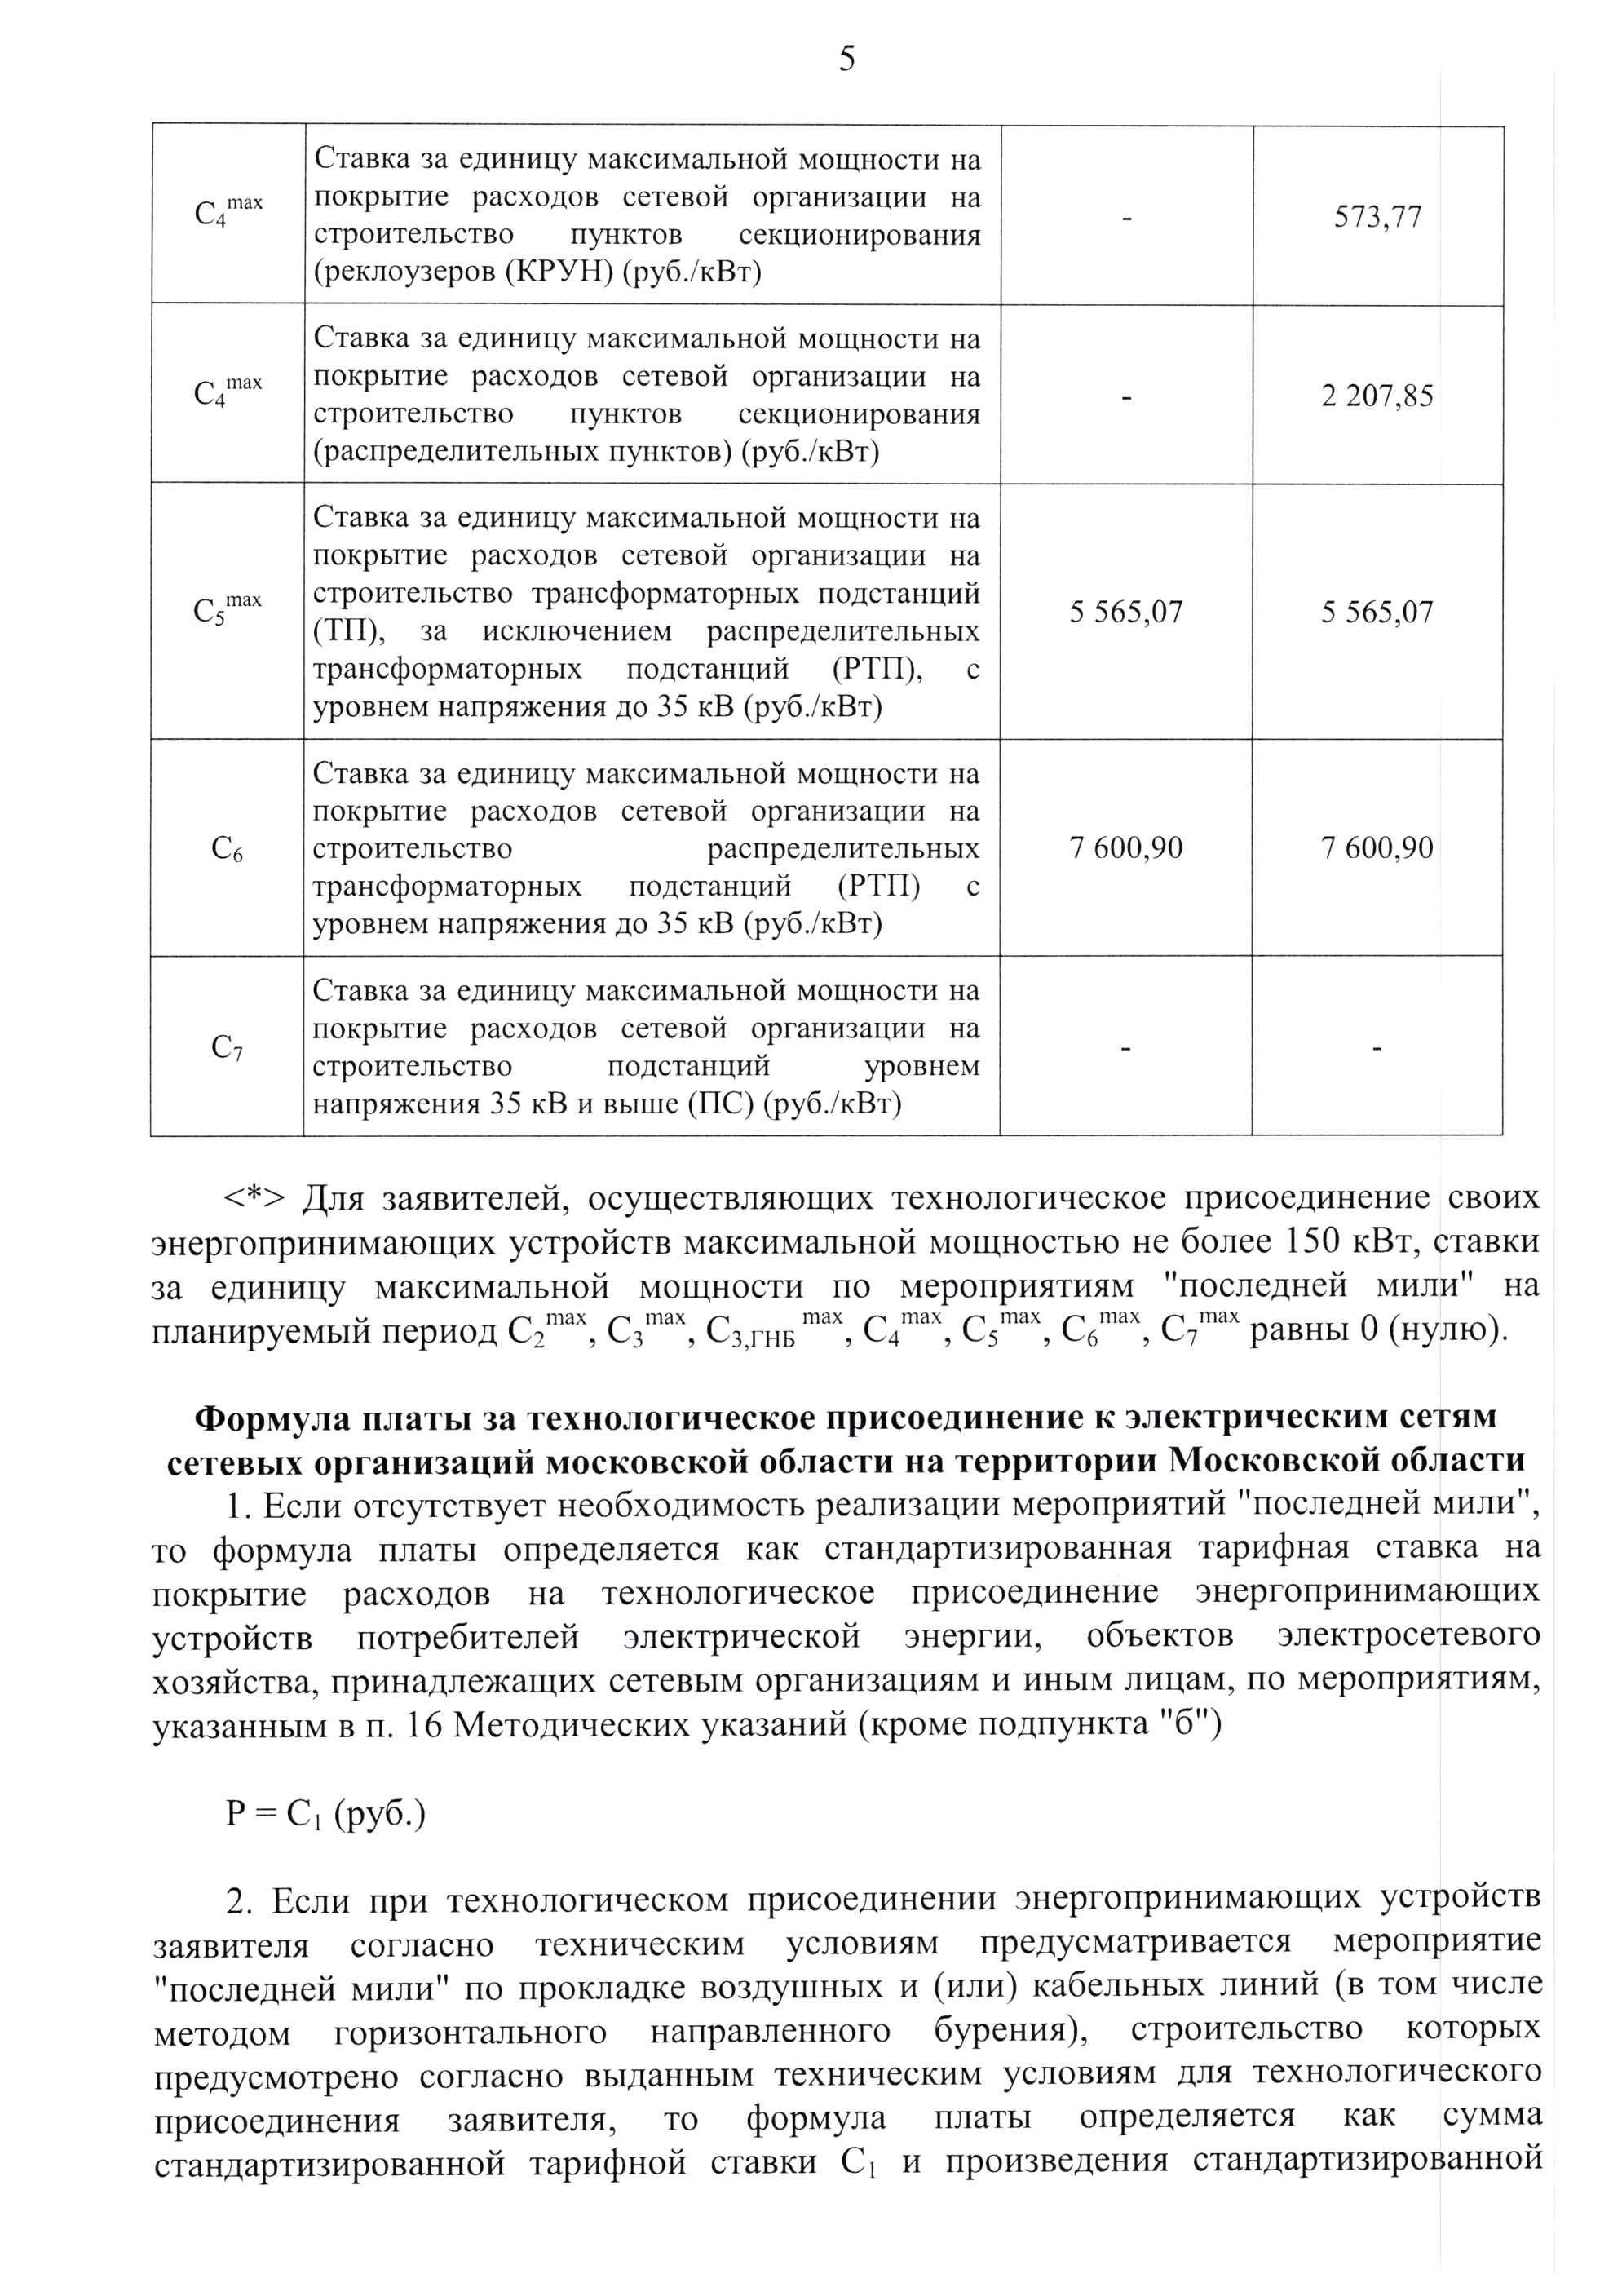 5
C₄ᵐᵃˣ
Ставка за единицу максимальной мощности на
покрытие расходов сетевой организации на
строительство пунктов секционирования
(реклоузеров (КРУН) (руб./кВт)
-
573,77
C₄ᵐᵃˣ
Ставка за единицу максимальной мощности на
покрытие расходов сетевой организации на
строительство пунктов секционирования
(распределительных пунктов) (руб./кВт)
-
2 207,85
C₅ᵐᵃˣ
Ставка за единицу максимальной мощности на
покрытие расходов сетевой организации на
строительство трансформаторных подстанций
(ТП), за исключением распределительных
трансформаторных подстанций (РТП), с
уровнем напряжения до 35 кВ (руб./кВт)
5 565,07
5 565,07
C₆
Ставка за единицу максимальной мощности на
покрытие расходов сетевой организации на
строительство распределительных
трансформаторных подстанций (РТП) с
уровнем напряжения до 35 кВ (руб./кВт)
7 600,90
7 600,90
C₇
Ставка за единицу максимальной мощности на
покрытие расходов сетевой организации на
строительство подстанций уровнем
напряжения 35 кВ и выше (ПС) (руб./кВт)
-
-
<*> Для заявителей, осуществляющих технологическое присоединение своих
энергопринимающих устройств максимальной мощностью не более 150 кВт, ставки
за единицу максимальной мощности по мероприятиям "последней мили" на
планируемый период C₂ᵐᵃˣ, C₃ᵐᵃˣ, C₃,ГНБᵐᵃˣ, C₄ᵐᵃˣ, C₅ᵐᵃˣ, C₆ᵐᵃˣ, C₇ᵐᵃˣ равны 0 (нулю).
Формула платы за технологическое присоединение к электрическим сетям
сетевых организаций московской области на территории Московской области
1. Если отсутствует необходимость реализации мероприятий "последней мили",
то формула платы определяется как стандартизированная тарифная ставка на
покрытие расходов на технологическое присоединение энергопринимающих
устройств потребителей электрической энергии, объектов электросетевого
хозяйства, принадлежащих сетевым организациям и иным лицам, по мероприятиям,
указанным в п. 16 Методических указаний (кроме подпункта "б")
P = C₁ (руб.)
2. Если при технологическом присоединении энергопринимающих устройств
заявителя согласно техническим условиям предусматривается мероприятие
"последней мили" по прокладке воздушных и (или) кабельных линий (в том числе
методом горизонтального направленного бурения), строительство которых
предусмотрено согласно выданным техническим условиям для технологического
присоединения заявителя, то формула платы определяется как сумма
стандартизированной тарифной ставки C₁ и произведения стандартизированной